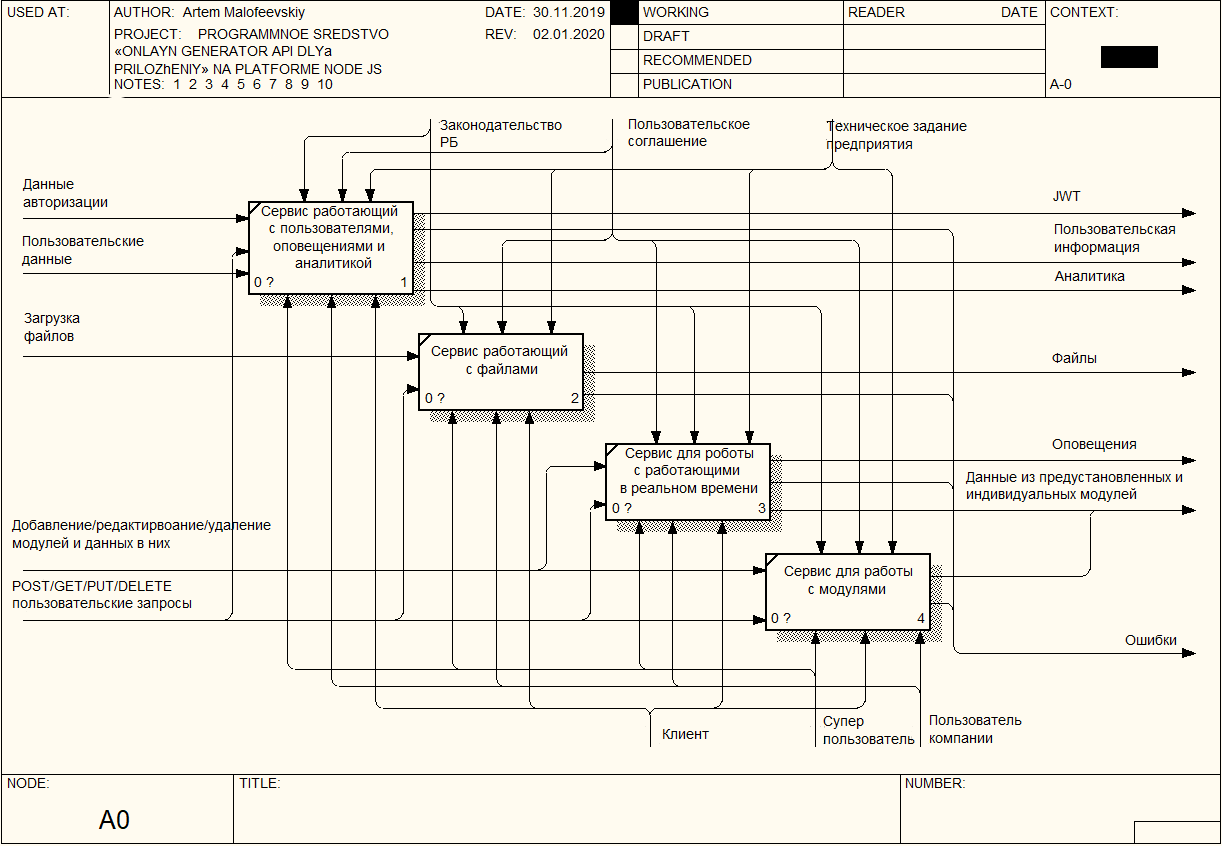 USED AT:
AUTHOR: Artem Malofeevskiy
DATE: 30.11.2019
PROJECT: PROGRAMMNOE SREDSTVO
REV: 02.01.2020
«ONLAYN GENERATOR API DLYa
PRILOZhENIY» NA PLATFORME NODE JS
NOTES: 1 2 3 4 5 6 7 8 9 10
WORKING
DRAFT
RECOMMENDED
PUBLICATION
READER DATE
CONTEXT:
A-0
Законодательство
РБ
Пользовательское
соглашение
Техническое задание
предприятия
Данные
авторизации
Пользовательские
данные
Сервис работающий
с пользователями,
оповещениями и
аналитикой
0 ? 1
JWT
Пользовательская
информация
Аналитика
Загрузка
файлов
Сервис работающий
с файлами
0 ? 2
Файлы
Сервис для роботы
с работающими
в реальном времени
0 ? 3
Оповещения
Данные из предустановленных и
индивидуальных модулей
Добавление/редактирвоание/удаление
модулей и данных в них
POST/GET/PUT/DELETE
пользовательские запросы
Сервис для работы
с модулями
0 ? 4
Ошибки
Клиент
Супер
пользователь
Пользователь
компании
NODE:
A0
TITLE:
NUMBER: